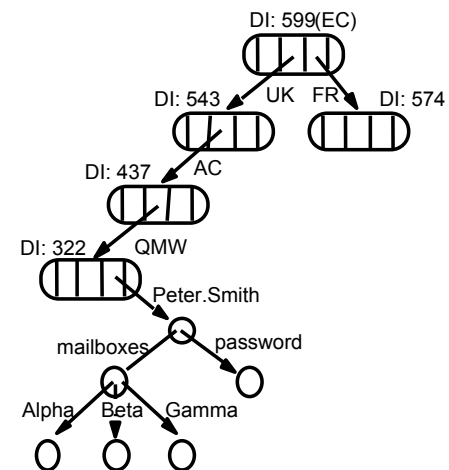 DI: 599(EC)
DI: 543
UK
FR
DI: 574
DI: 437
AC
DI: 322
QMW
Peter.Smith
mailboxes
password
Alpha
Beta
Gamma